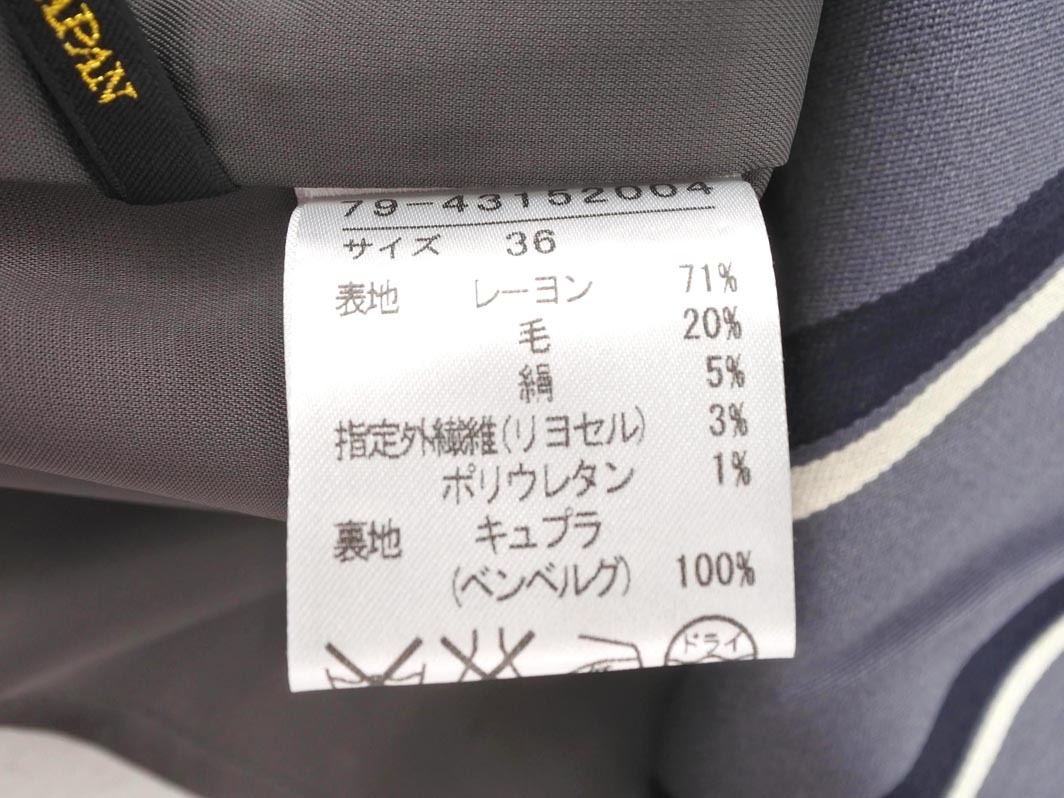 JAPAN
79-43152004
サイズ 36
表地 レーヨン 71%
毛 20%
絹 5%
指定外繊維(リヨセル) 3%
ポリウレタン 1%
裏地 キュプラ
(ベンベルグ) 100%
ドライ